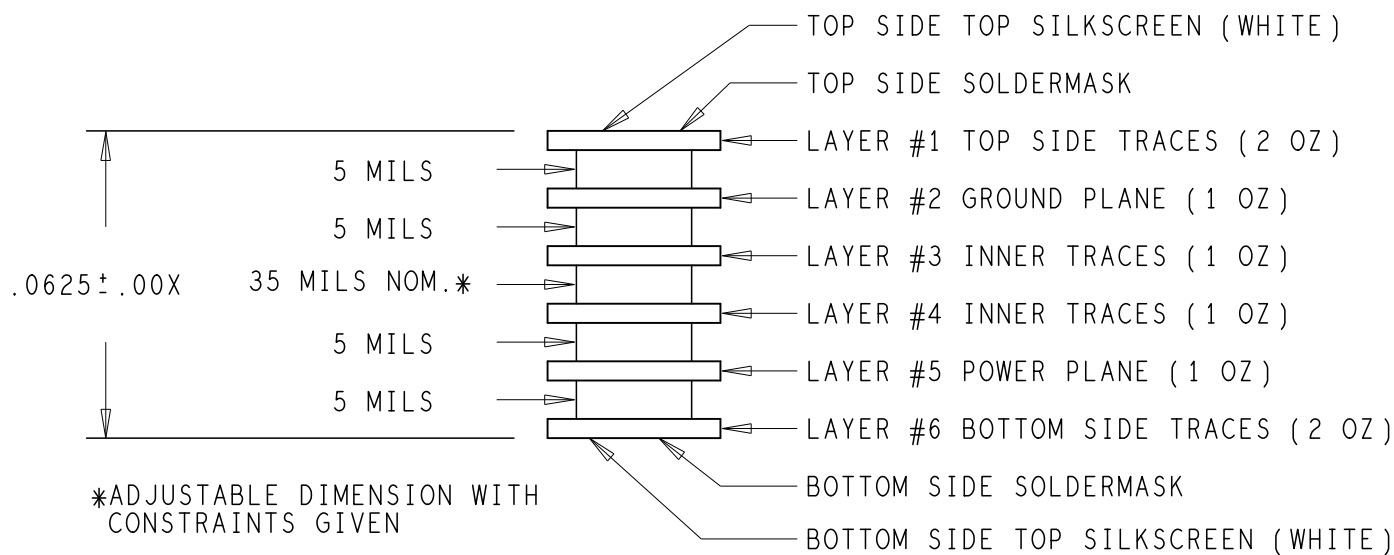 TOP SIDE TOP SILKSCREEN (WHITE)
TOP SIDE SOLDERMASK
LAYER #1 TOP SIDE TRACES (2 OZ)
5 MILS
LAYER #2 GROUND PLANE (1 OZ)
5 MILS
LAYER #3 INNER TRACES (1 OZ)
.0625±.00X
35 MILS NOM.*
LAYER #4 INNER TRACES (1 OZ)
5 MILS
LAYER #5 POWER PLANE (1 OZ)
5 MILS
LAYER #6 BOTTOM SIDE TRACES (2 OZ)
*ADJUSTABLE DIMENSION WITH
CONSTRAINTS GIVEN
BOTTOM SIDE SOLDERMASK
BOTTOM SIDE TOP SILKSCREEN (WHITE)